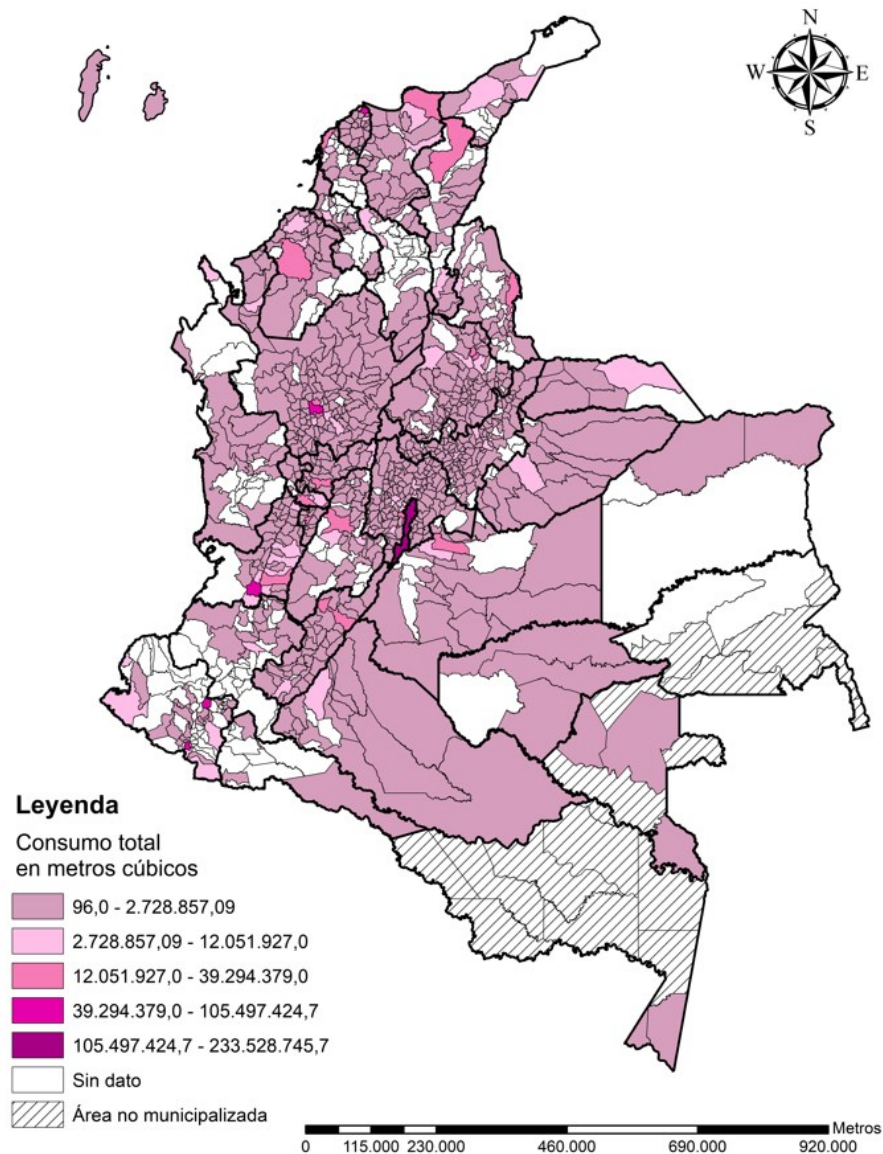 N
W E
S
Leyenda
Consumo total
en metros cúbicos
96,0 - 2.728.857,09
2.728.857,09 - 12.051.927,0
12.051.927,0 - 39.294.379,0
39.294.379,0 - 105.497.424,7
105.497.424,7 - 233.528.745,7
Sin dato
Área no municipalizada
Metros
0 115.000 230.000 460.000 690.000 920.000